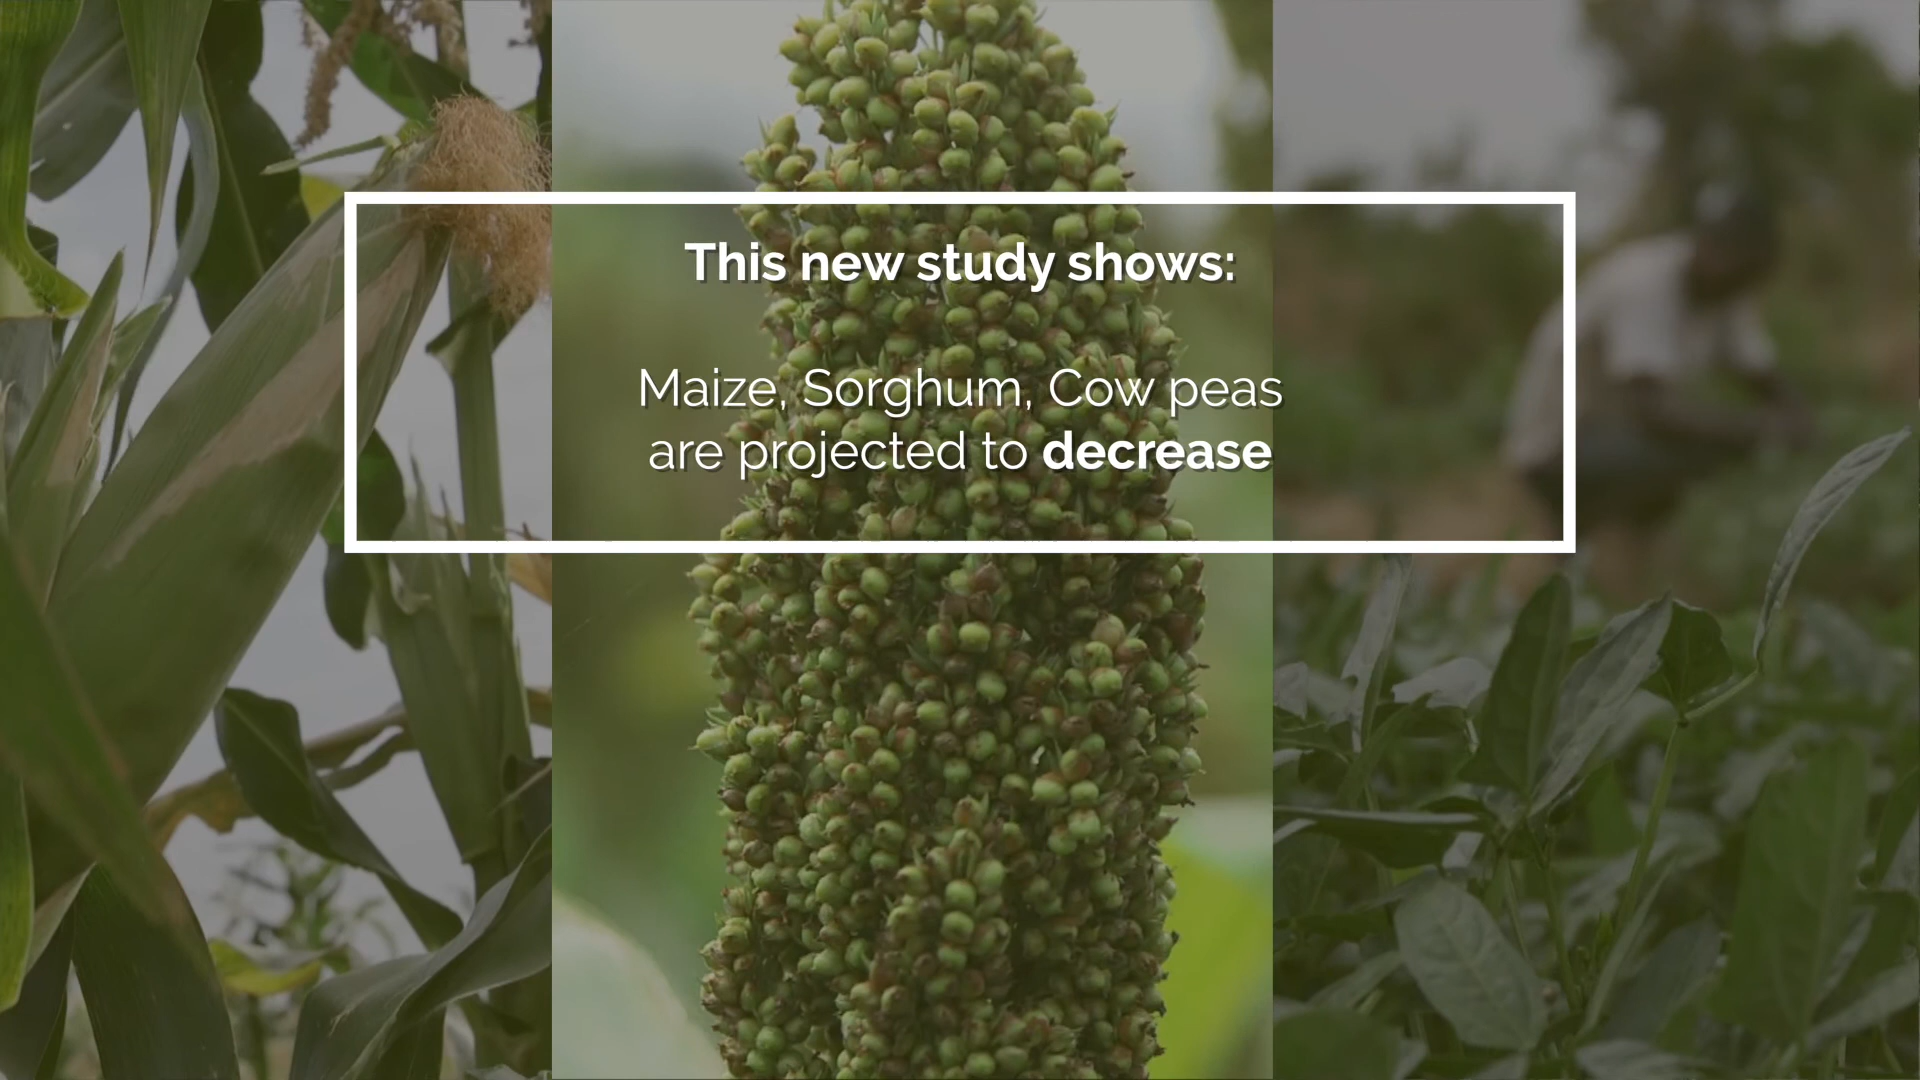 This new study shows:
Maize, Sorghum, Cow peas
are projected to decrease